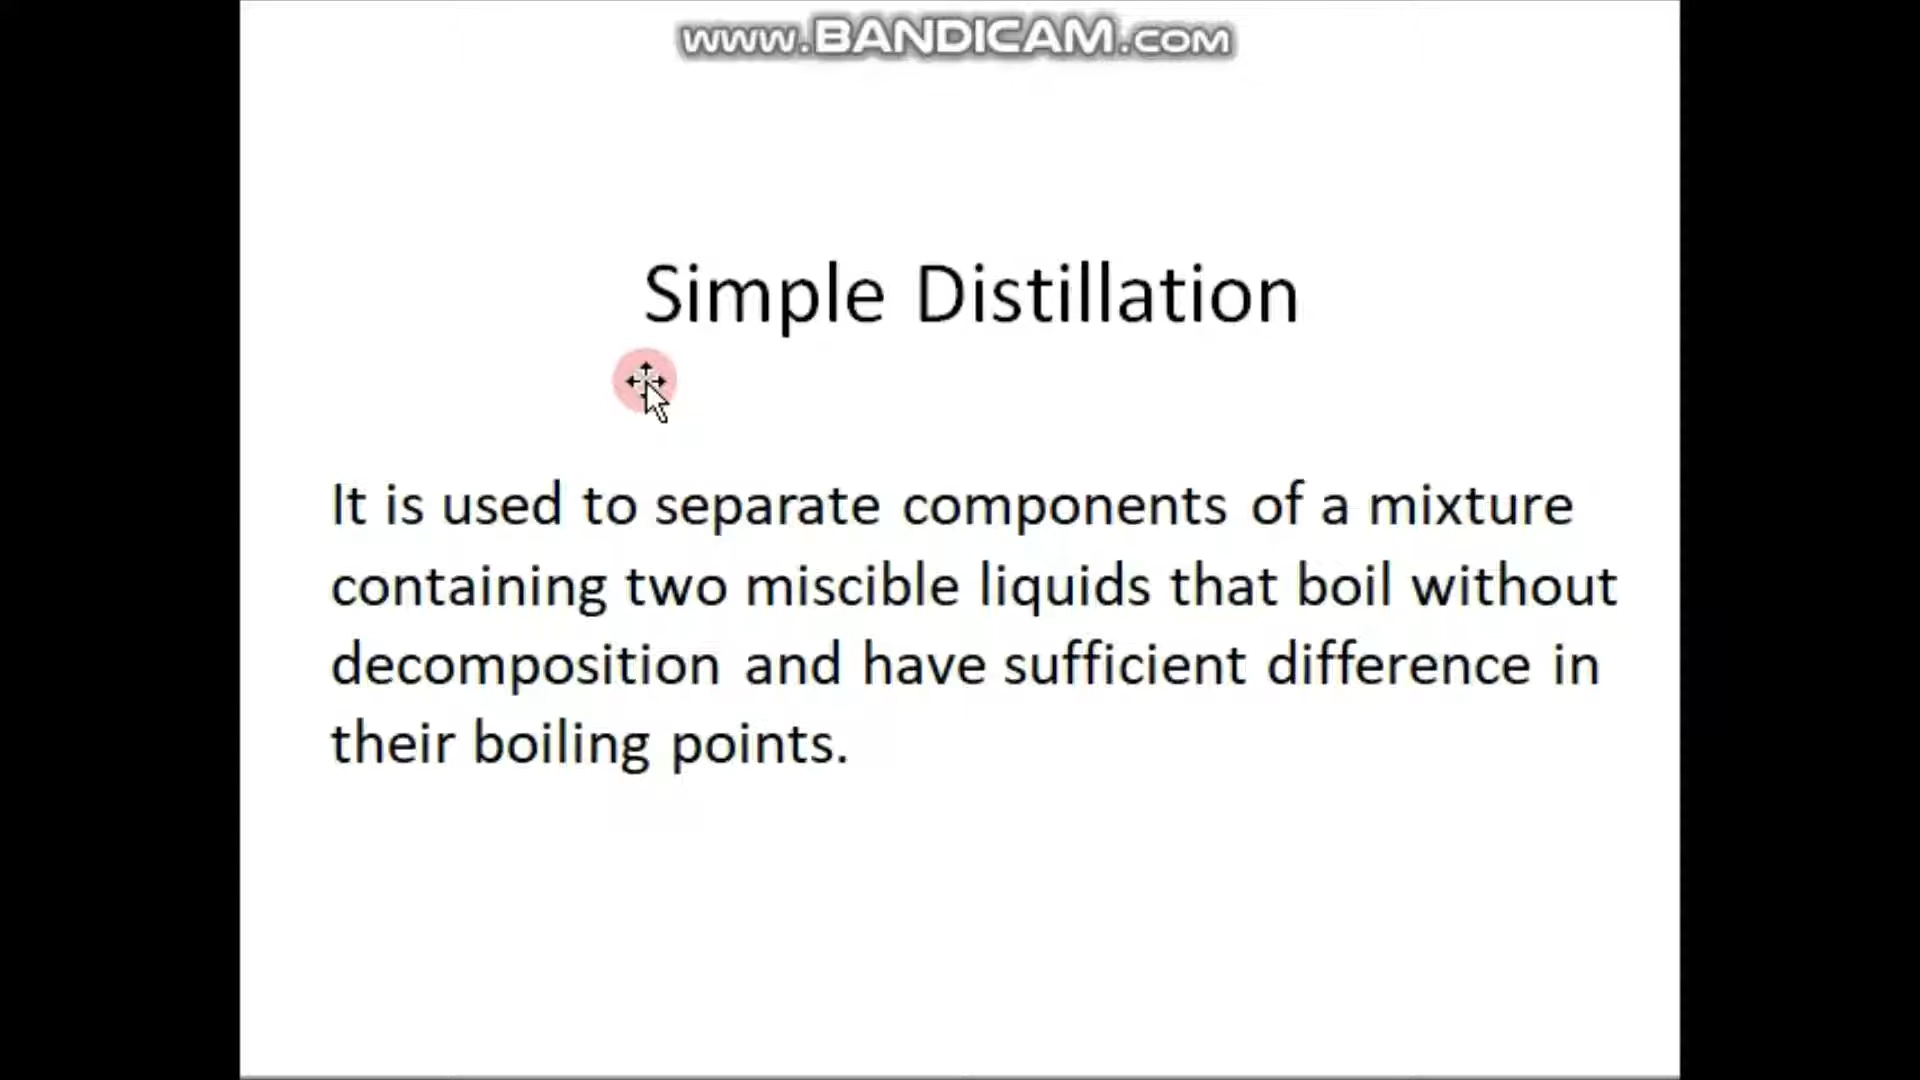 www.BANDICAM.com
Simple Distillation
It is used to separate components of a mixture
containing two miscible liquids that boil without
decomposition and have sufficient difference in
their boiling points.